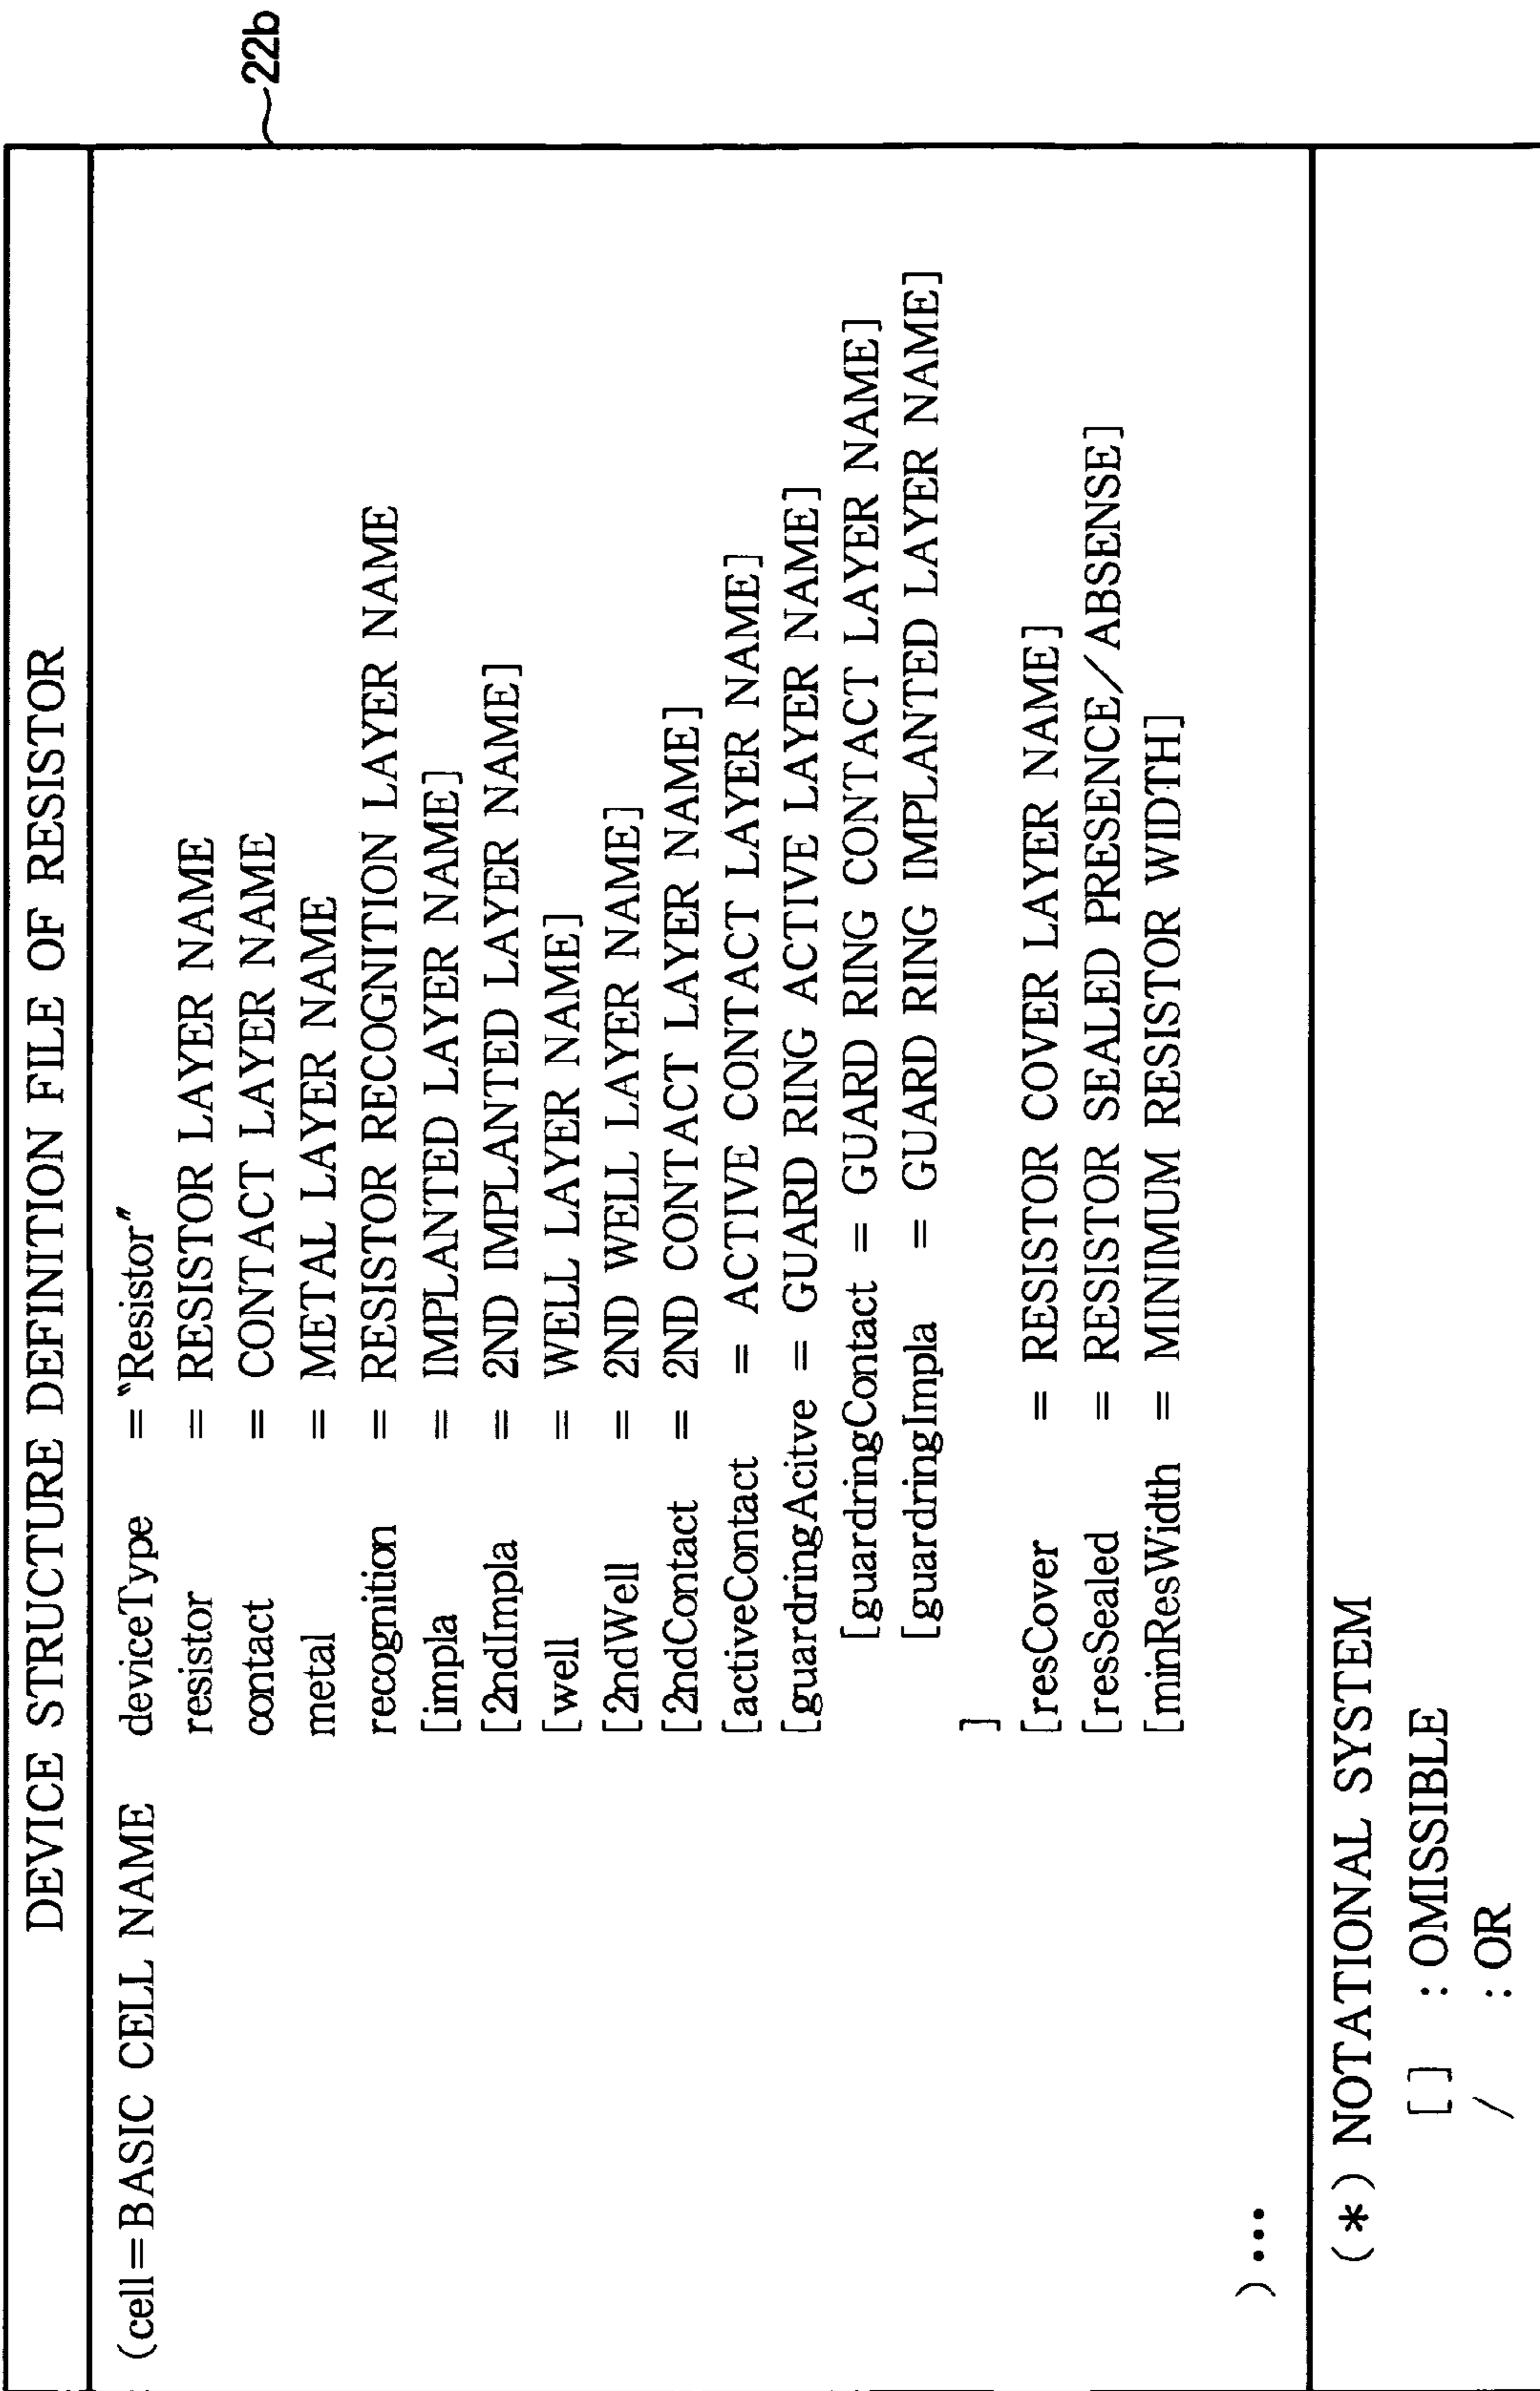 DEVICE STRUCTURE DEFINITION FILE OF RESISTOR
22b
(cell=BASIC CELL NAME deviceType ="Resistor"
resistor = RESISTOR LAYER NAME
contact = CONTACT LAYER NAME
metal = METAL LAYER NAME
recognition = RESISTOR RECOGNITION LAYER NAME
[impla = IMPLANTED LAYER NAME]
[2ndImpla = 2ND IMPLANTED LAYER NAME]
[well = WELL LAYER NAME]
[2ndWell = 2ND WELL LAYER NAME]
[2ndContact = 2ND CONTACT LAYER NAME]
[activeContact = ACTIVE CONTACT LAYER NAME]
[guardringAcitve = GUARD RING ACTIVE LAYER NAME]
[guardringContact = GUARD RING CONTACT LAYER NAME]
[guardringImpla = GUARD RING IMPLANTED LAYER NAME]
]
[resCover = RESISTOR COVER LAYER NAME]
[resSealed = RESISTOR SEALED PRESENCE/ABSENSE]
[minResWidth = MINIMUM RESISTOR WIDTH]
) •••
(*) NOTATIONAL SYSTEM
[ ] : OMISSIBLE
/ : OR